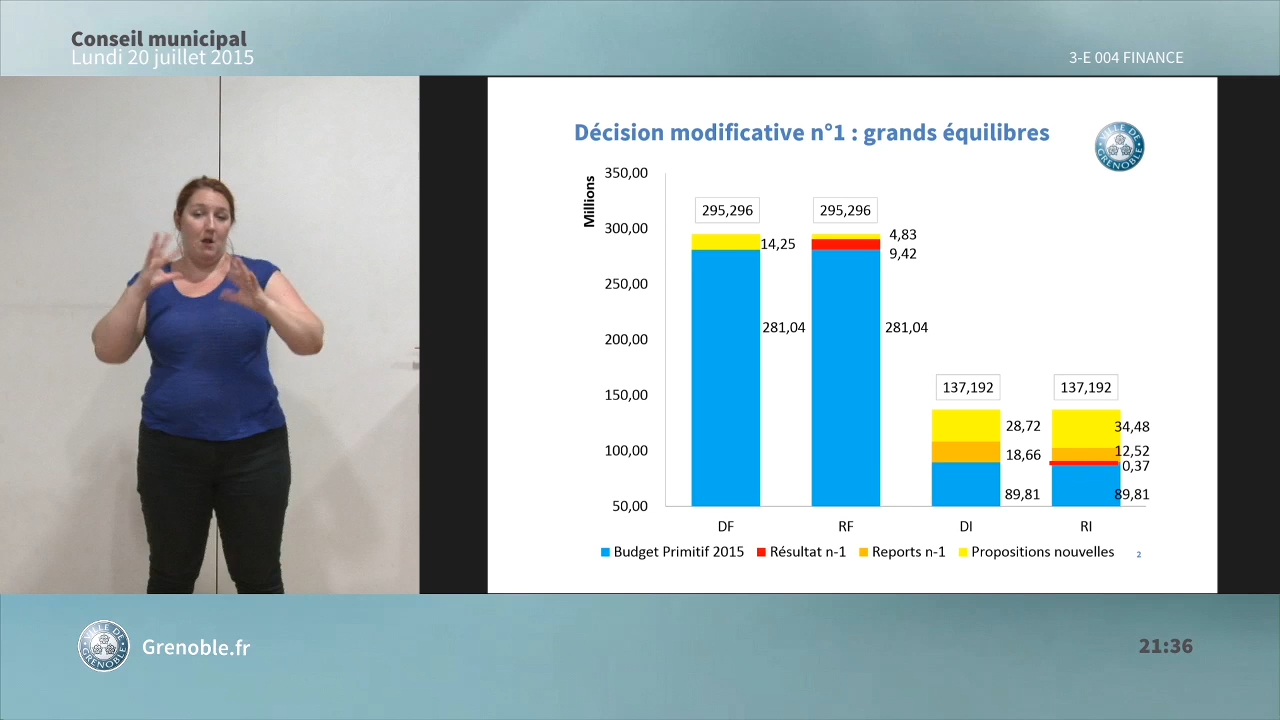 Conseil municipal
Lundi 20 juillet 2015
3-E 004 FINANCE
Décision modificative n°1 : grands équilibres
VILLE DE
GRENOBLE
Millions
350,00
300,00
250,00
200,00
150,00
100,00
50,00
295,296
295,296
14,25
4,83
9,42
281,04
281,04
137,192
137,192
28,72
34,48
18,66
12,52
0,37
89,81
89,81
DF
RF
DI
RI
Budget Primitif 2015
Résultat n-1
Reports n-1
Propositions nouvelles
2
VILLE DE
GRENOBLE
Grenoble.fr
21:36